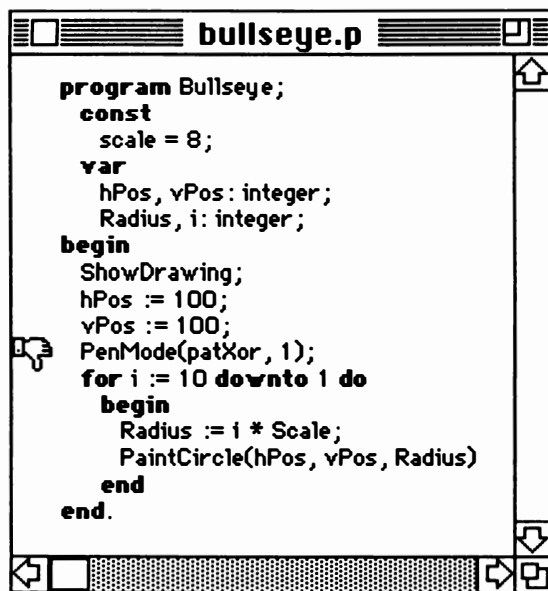 bullseye.p
program Bullseye;
const
scale = 8;
var
hPos, vPos: integer;
Radius, i: integer;
begin
ShowDrawing;
hPos := 100;
vPos := 100;
PenMode(patXor, 1);
for i := 10 downto 1 do
begin
Radius := i * Scale;
PaintCircle(hPos, vPos, Radius)
end
end.